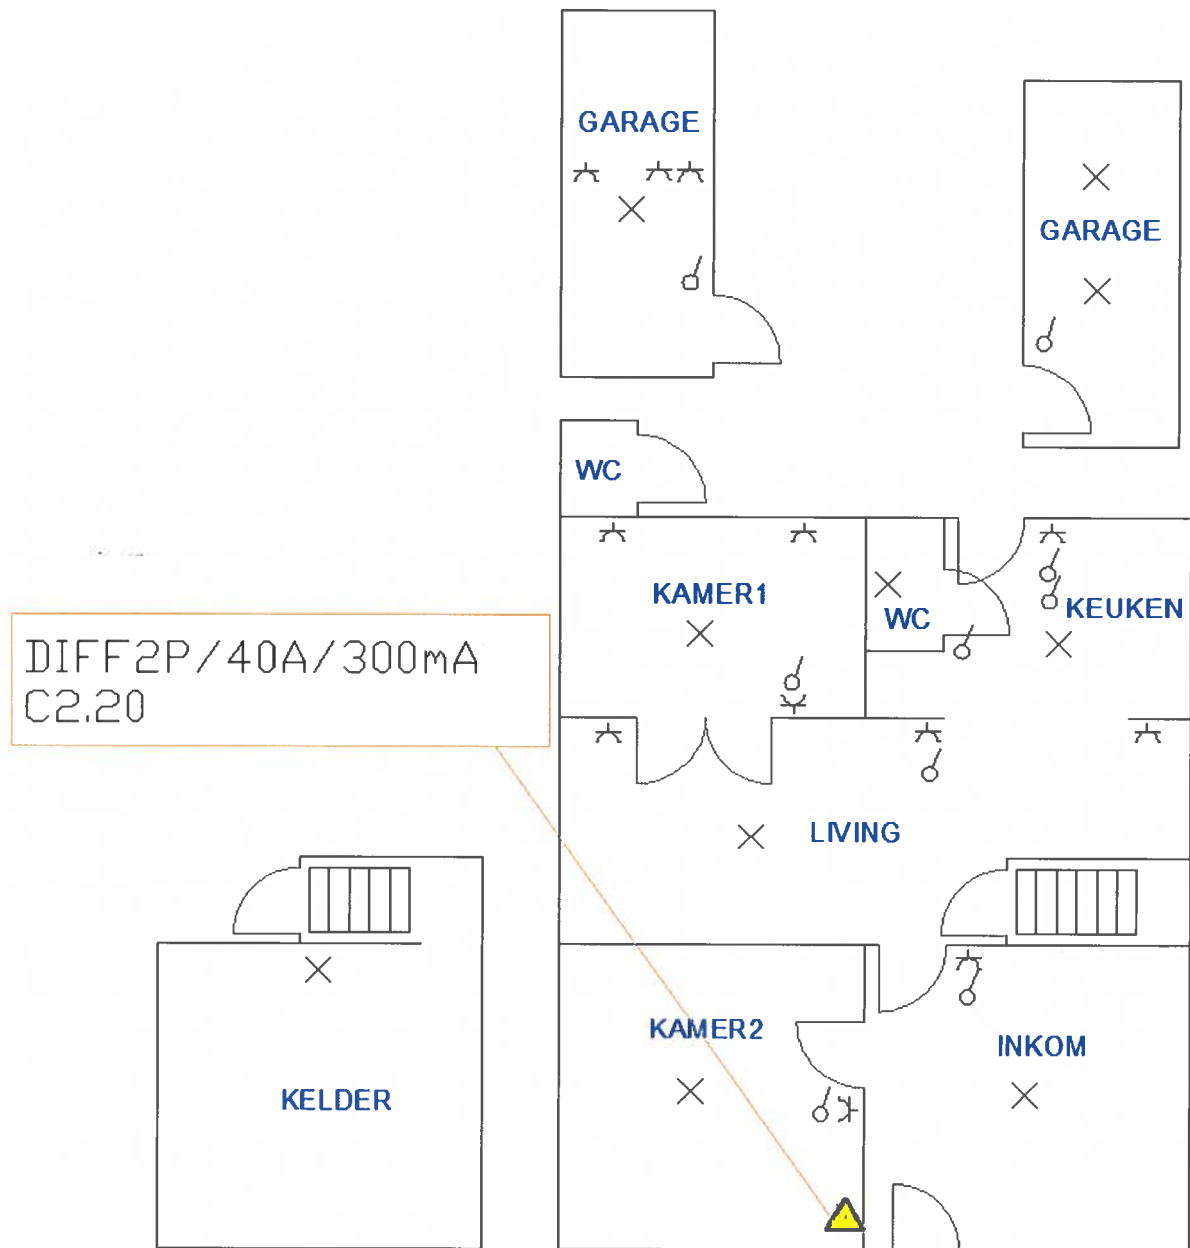 GARAGE
GARAGE
WC
KAMER1
WC
KEUKEN
DIFF2P/40A/300mA
C2.20
LIVING
KAMER2
INKOM
KELDER